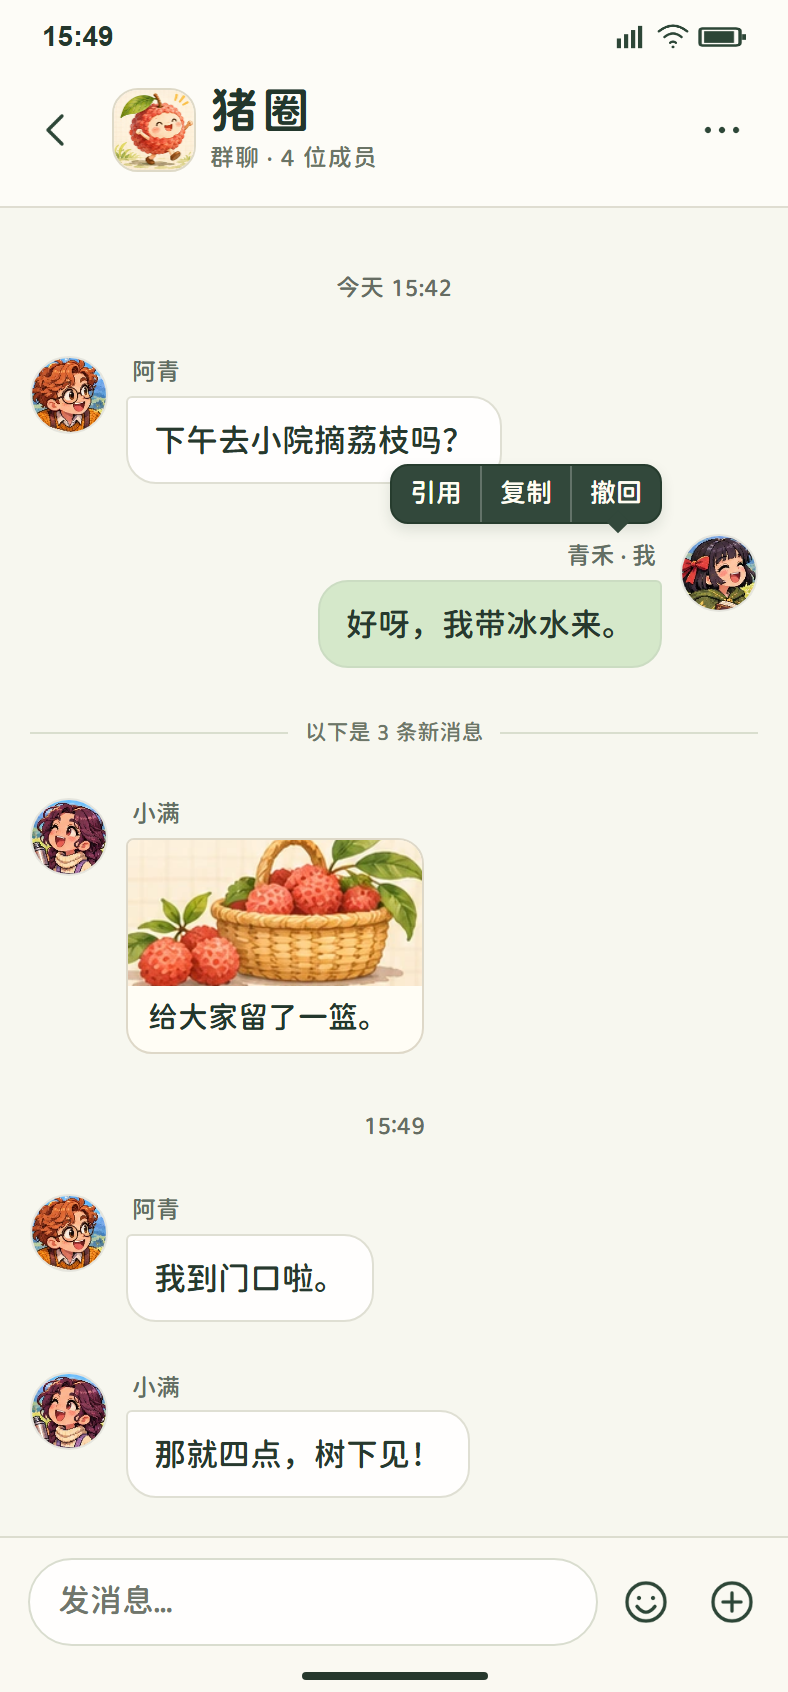 15:49
猪圈
群聊 · 4 位成员
今天 15:42
阿青
下午去小院摘荔枝吗？
引用 复制 撤回
青禾 · 我
好呀，我带冰水来。
以下是 3 条新消息
小满
给大家留了一篮。
15:49
阿青
我到门口啦。
小满
那就四点，树下见！
发消息...